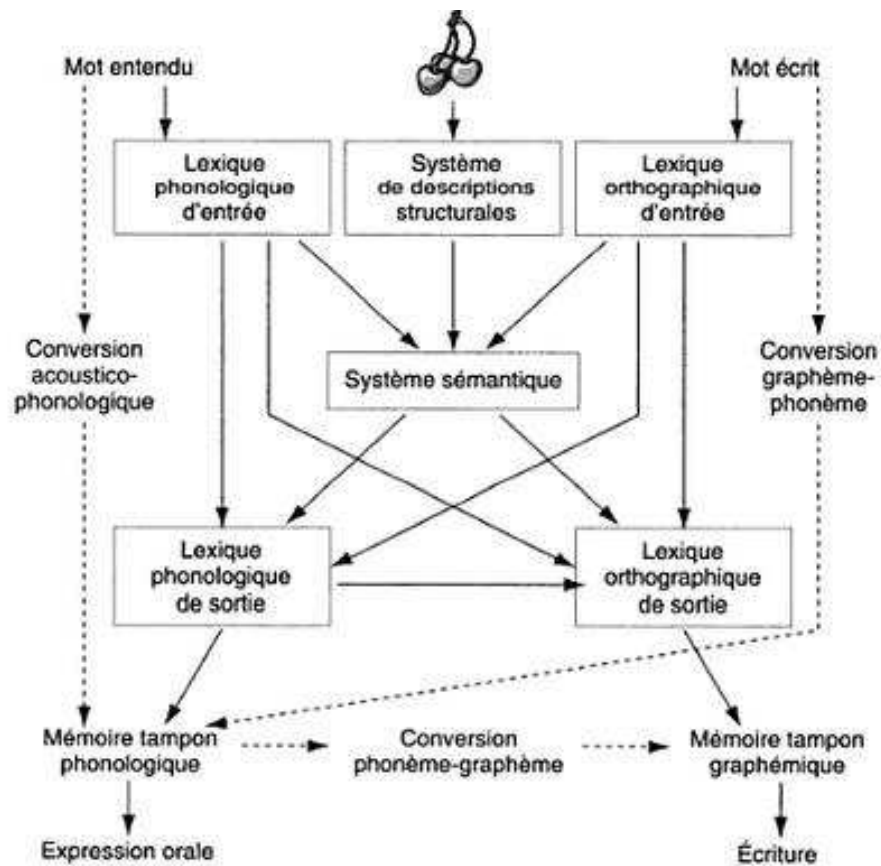 Mot entendu
Mot écrit
Lexique
phonologique
d'entrée
Système
de descriptions
structurales
Lexique
orthographique
d'entrée
Conversion
acoustico-
phonologique
Système sémantique
Conversion
graphème-
phonème
Lexique
phonologique
de sortie
Lexique
orthographique
de sortie
Mémoire tampon
phonologique
Conversion
phonème-graphème
Mémoire tampon
graphémique
Expression orale
Écriture